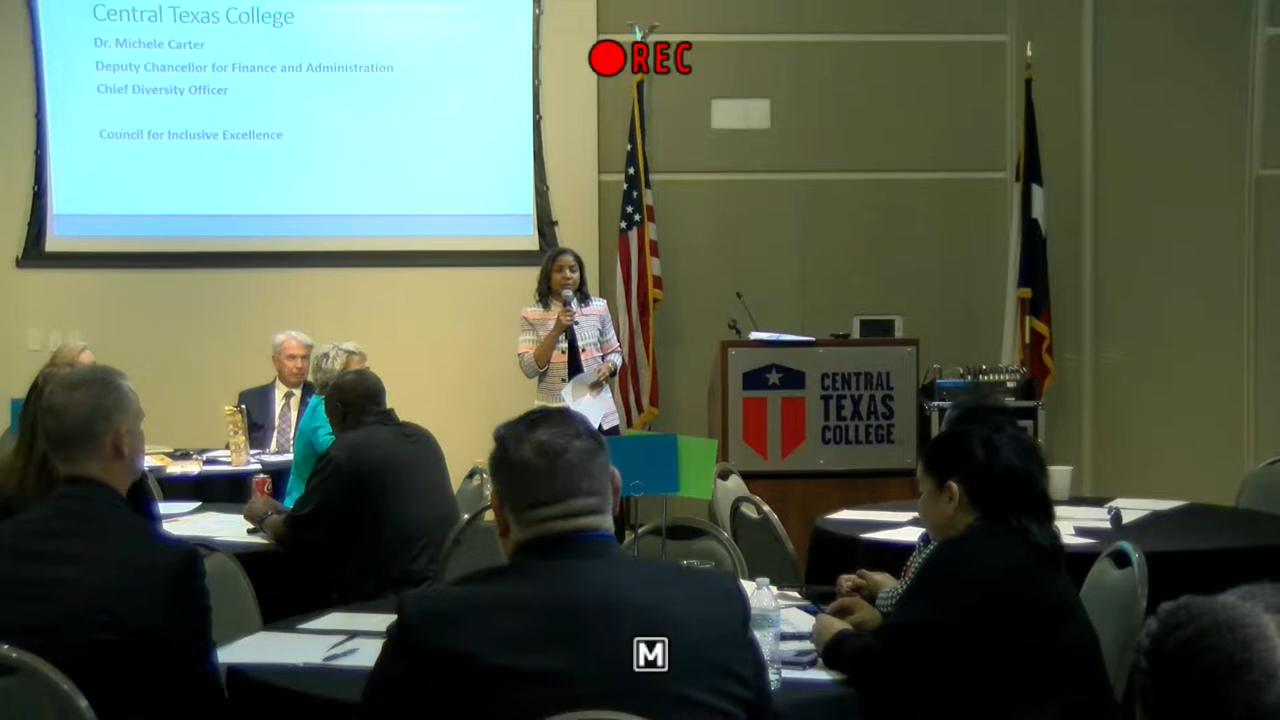 Central Texas College
Dr. Michele Carter
Deputy Chancellor for Finance and Administration
Chief Diversity Officer
Council for Inclusive Excellence
REC
CENTRAL
TEXAS
COLLEGE
M